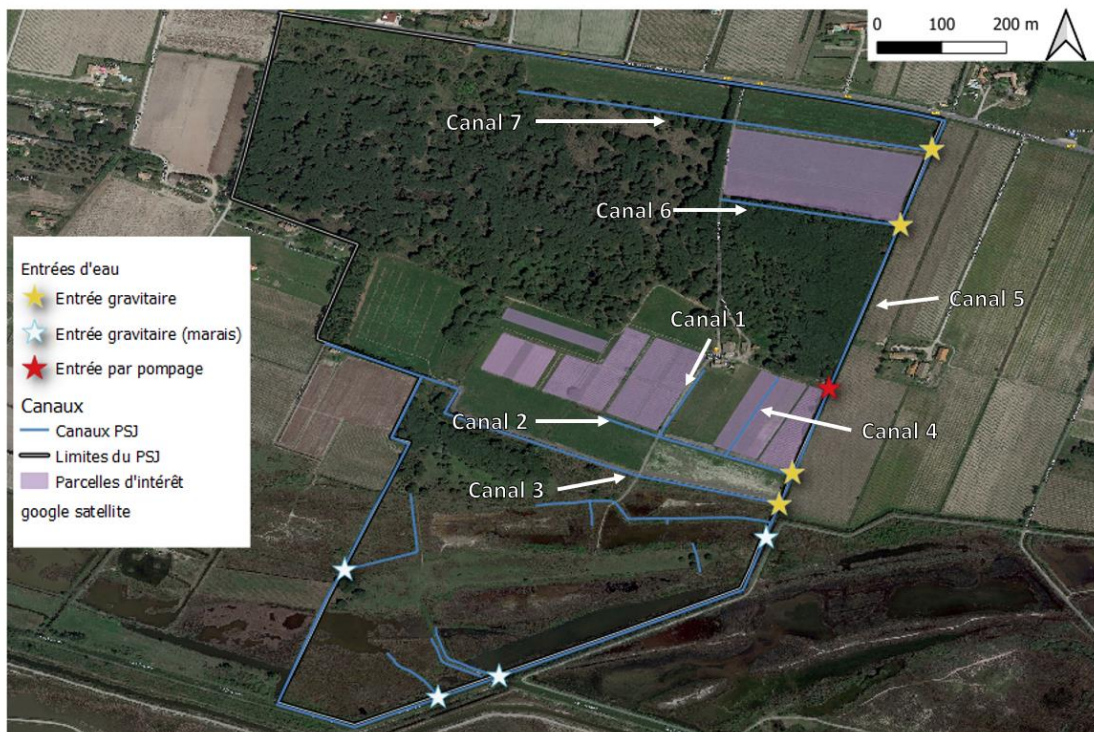 0 100 200 m
Canal 7
Canal 6
Entrées d'eau
Entrée gravitaire
Entrée gravitaire (marais)
Entrée par pompage
Canaux
Canaux PSJ
Limites du PSJ
Parcelles d'intérêt
google satellite
Canal 5
Canal 1
Canal 2
Canal 4
Canal 3